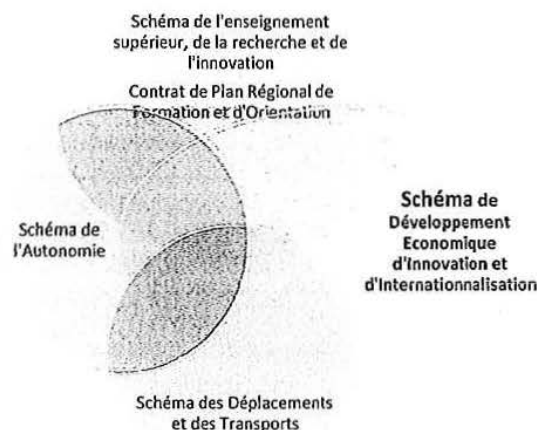 Schéma de l'enseignement
supérieur, de la recherche et de
l'innovation
Contrat de Plan Régional de
Formation et d'Orientation
Schéma de
l'Autonomie
Schéma de
Développement
Economique
d'Innovation et
d'Internationnalisation
Schéma des Déplacements
et des Transports